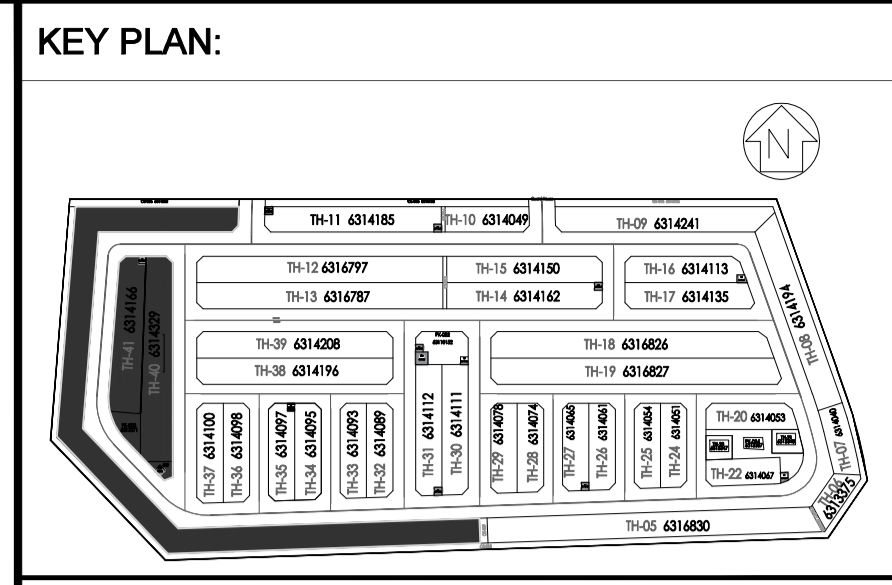 KEY PLAN:
N
TH-11 6314185
TH-10 6314049
TH-09 6314241
TH-12 6316797
TH-15 6314150
TH-16 6314113
TH-13 6316787
TH-14 6314162
TH-17 6314135
TH-08 6314194
TH-41 6314166
TH-40 6314329
TH-39 6314208
TH-18 6316826
TH-38 6314196
TH-19 6316827
TH-37 6314100
TH-36 6314098
TH-35 6314097
TH-34 6314095
TH-33 6314093
TH-32 6314089
TH-31 6314112
TH-30 6314111
TH-29 6314078
TH-28 6314074
TH-27 6314065
TH-26 6314061
TH-25 6314054
TH-24 6314051
TH-20 6314053
TH-22 6314067
TH-07 6314040
TH-06
6313375
TH-05 6316830